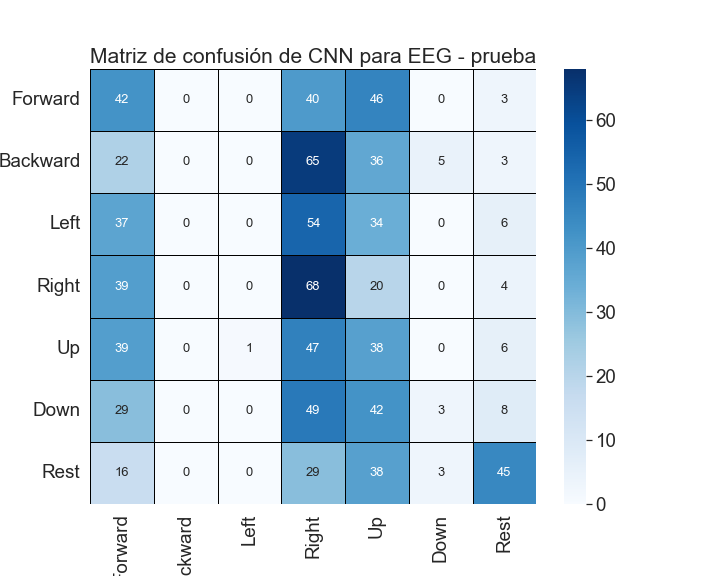 Matriz de confusión de CNN para EEG - prueba
Forward 42 0 0 40 46 0 3
Backward 22 0 0 65 36 5 3
Left 37 0 0 54 34 0 6
Right 39 0 0 68 20 0 4
Up 39 0 1 47 38 0 6
Down 29 0 0 49 42 3 8
Rest 16 0 0 29 38 3 45
Forward ckward Left Right Up Down Rest
60
50
40
30
20
10
0